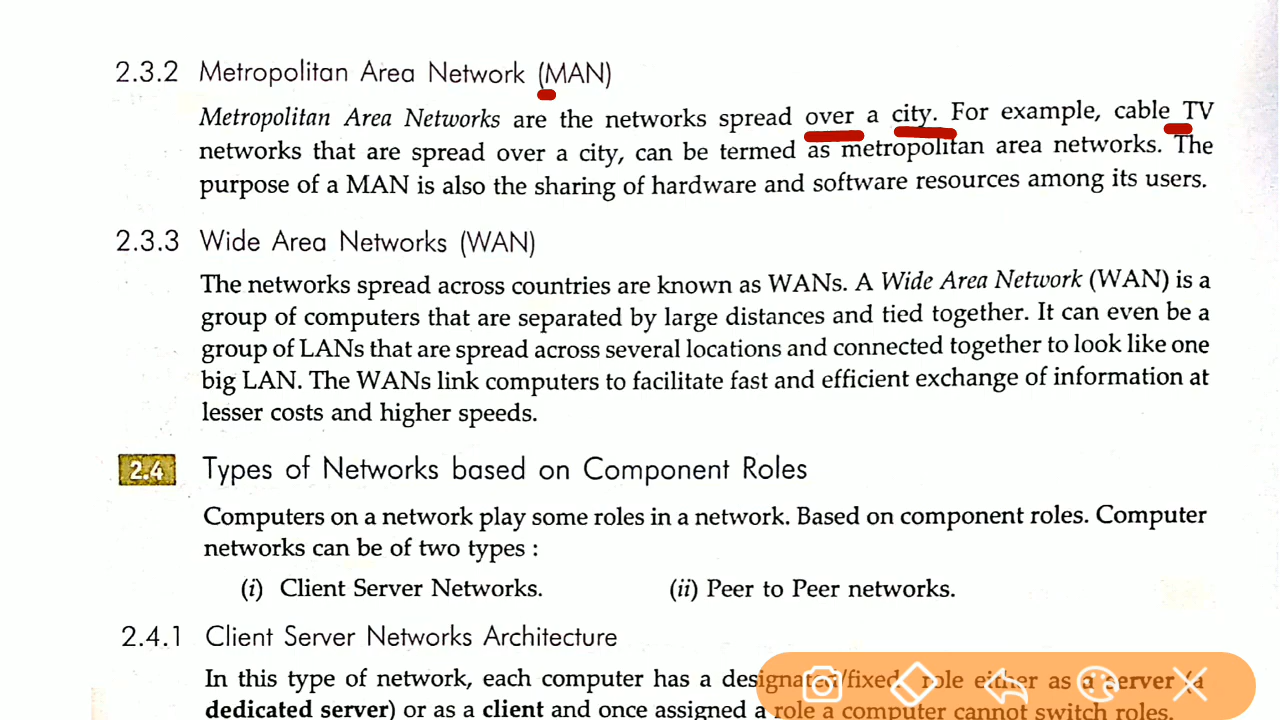 2.3.2 Metropolitan Area Network (MAN)
Metropolitan Area Networks are the networks spread over a city. For example, cable TV
networks that are spread over a city, can be termed as metropolitan area networks. The
purpose of a MAN is also the sharing of hardware and software resources among its users.
2.3.3 Wide Area Networks (WAN)
The networks spread across countries are known as WANs. A Wide Area Network (WAN) is a
group of computers that are separated by large distances and tied together. It can even be a
group of LANs that are spread across several locations and connected together to look like one
big LAN. The WANs link computers to facilitate fast and efficient exchange of information at
lesser costs and higher speeds.
2.4 Types of Networks based on Component Roles
Computers on a network play some roles in a network. Based on component roles. Computer
networks can be of two types :
(i) Client Server Networks. (ii) Peer to Peer networks.
2.4.1 Client Server Networks Architecture
In this type of network, each computer has a designated/fixed role either as a server (a
dedicated server) or as a client and once assigned a role a computer cannot switch roles.